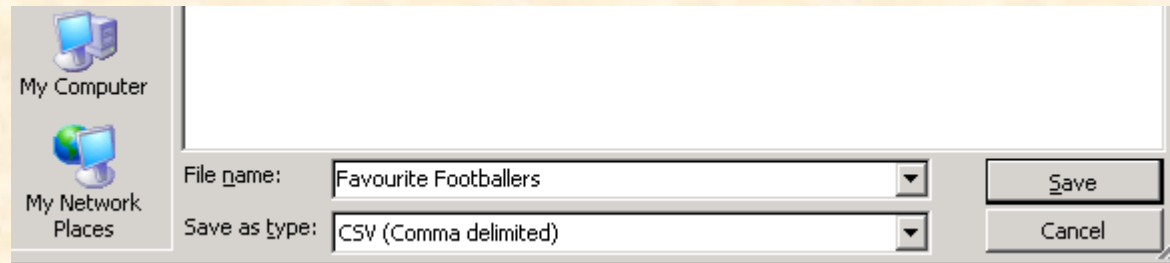 My Computer
My Network
Places
File name: Favourite Footballers
Save
Save as type: CSV (Comma delimited)
Cancel